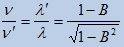 ν/ν′ = λ′/λ = (1 − B)/√(1 − B²)